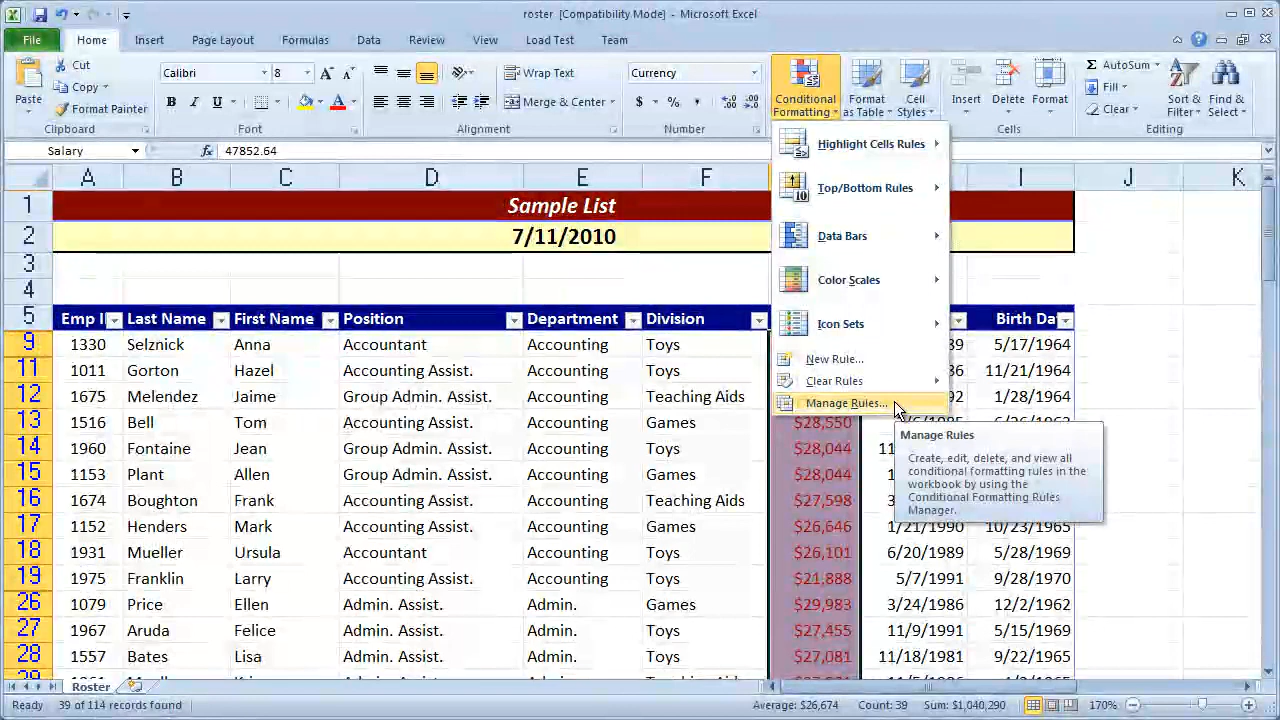 roster [Compatibility Mode] - Microsoft Excel
File Home Insert Page Layout Formulas Data Review View Load Test Team
Cut
Copy
Format Painter
Paste
Clipboard
Calibri 8
B I U
Font
Wrap Text
Merge & Center
Alignment
Currency
$ % ,
Number
Conditional Formatting
Format as Table
Cell Styles
Insert Delete Format
Cells
AutoSum
Fill
Clear
Sort & Filter
Find & Select
Editing
Salary fx 47852.64
A B C D E F I J K
1 Sample List
2 7/11/2010
3
4
5 Emp I Last Name First Name Position Department Division Birth Da
9 1330 Selznick Anna Accountant Accounting Toys 39 5/17/1964
11 1011 Gorton Hazel Accounting Assist. Accounting Toys 36 11/21/1964
12 1675 Melendez Jaime Group Admin. Assist. Accounting Teaching Aids 92 1/28/1964
13 1516 Bell Tom Accounting Assist. Accounting Games $28,550
14 1960 Fontaine Jean Group Admin. Assist. Accounting Games $28,044 11
15 1153 Plant Allen Group Admin. Assist. Accounting Toys $28,044 1
16 1674 Boughton Frank Accounting Assist. Accounting Teaching Aids $27,598 3
17 1152 Henders Mark Accounting Assist. Accounting Games $26,646 1/21/1990 10/23/1965
18 1931 Mueller Ursula Accountant Accounting Toys $26,101 6/20/1989 5/28/1969
19 1975 Franklin Larry Accounting Assist. Accounting Toys $21,888 5/7/1991 9/28/1970
26 1079 Price Ellen Admin. Assist. Admin. Games $29,983 3/24/1986 12/2/1962
27 1967 Aruda Felice Admin. Assist. Admin. Toys $27,455 11/9/1991 5/15/1969
28 1557 Bates Lisa Admin. Assist. Admin. Toys $27,081 11/18/1981 9/22/1965
Highlight Cells Rules
Top/Bottom Rules
Data Bars
Color Scales
Icon Sets
New Rule...
Clear Rules
Manage Rules...
Manage Rules
Create, edit, delete, and view all
conditional formatting rules in the
workbook by using the
Conditional Formatting Rules
Manager.
Roster
Ready 39 of 114 records found Average: $26,674 Count: 39 Sum: $1,040,290 170%